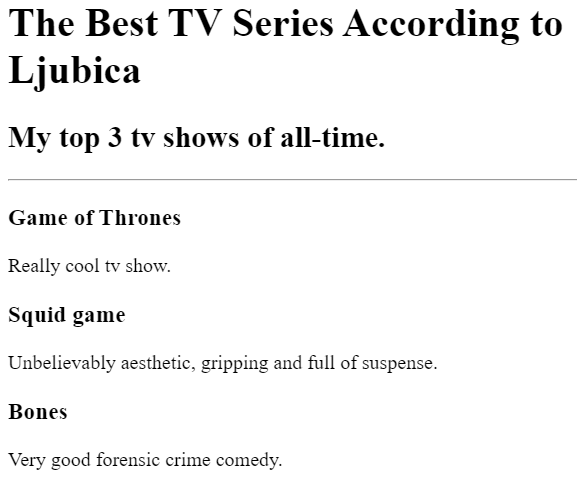 The Best TV Series According to
Ljubica
My top 3 tv shows of all-time.
Game of Thrones
Really cool tv show.
Squid game
Unbelievably aesthetic, gripping and full of suspense.
Bones
Very good forensic crime comedy.